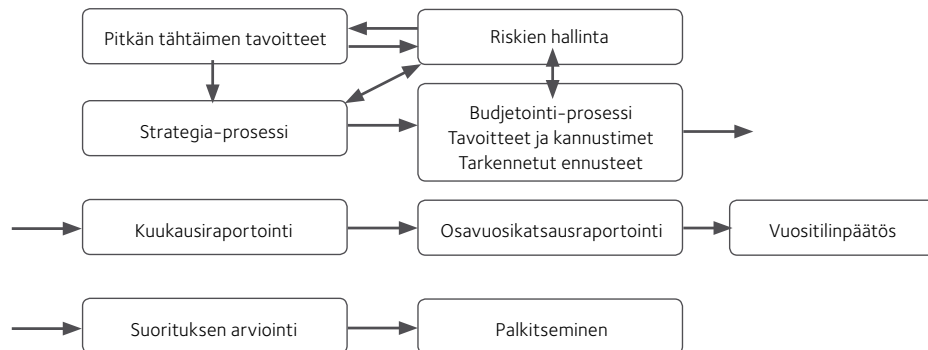 Pitkän tähtäimen tavoitteet
Riskien hallinta
Strategia-prosessi
Budjetointi-prosessi
Tavoitteet ja kannustimet
Tarkennetut ennusteet
Kuukausiraportointi
Osavuosikatsausraportointi
Vuositilinpäätös
Suorituksen arviointi
Palkitseminen